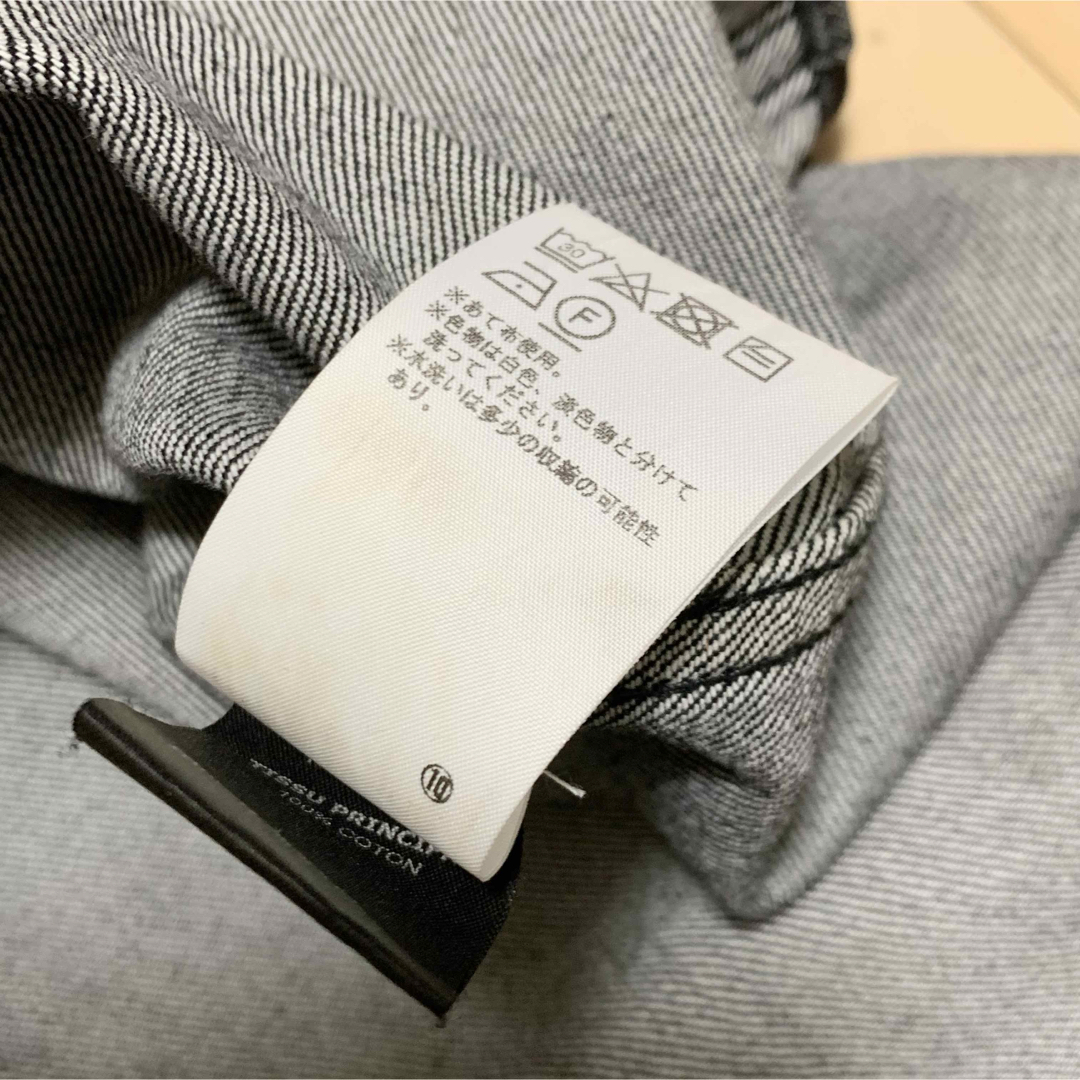 30
F
※あて布使用。
※色物は白色、淡色物と分けて
洗ってください。
※水洗いは多少の収縮の可能性
あり。
10
TISSU
100% COTON